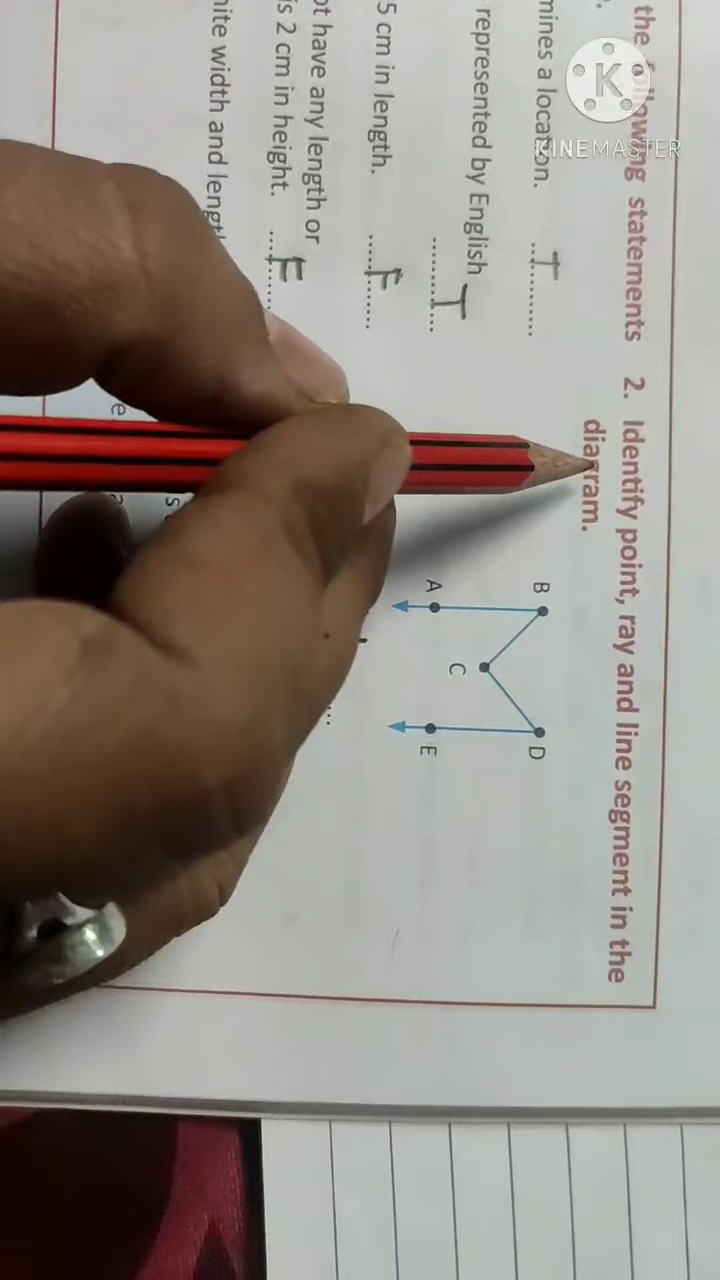 the following statements
mines a location. T
represented by English
T
5 cm in length. F
ot have any length or
is 2 cm in height. F
nite width and length
2. Identify point, ray and line segment in the
diagram.
B
D
A
C
E
K
KINEMASTER